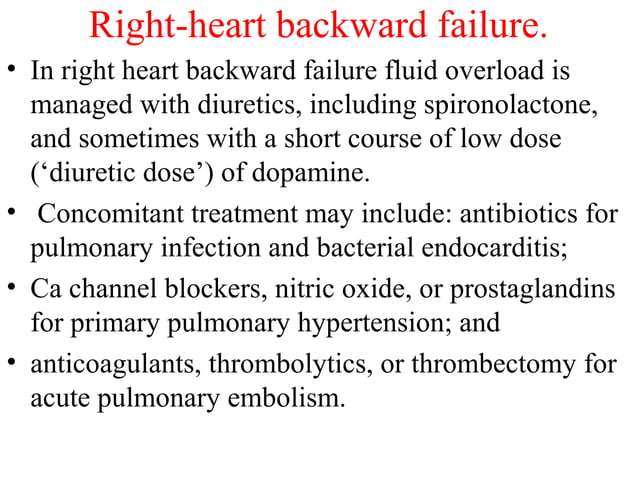 Right-heart backward failure.
• In right heart backward failure fluid overload is
managed with diuretics, including spironolactone,
and sometimes with a short course of low dose
(‘diuretic dose’) of dopamine.
• Concomitant treatment may include: antibiotics for
pulmonary infection and bacterial endocarditis;
• Ca channel blockers, nitric oxide, or prostaglandins
for primary pulmonary hypertension; and
• anticoagulants, thrombolytics, or thrombectomy for
acute pulmonary embolism.